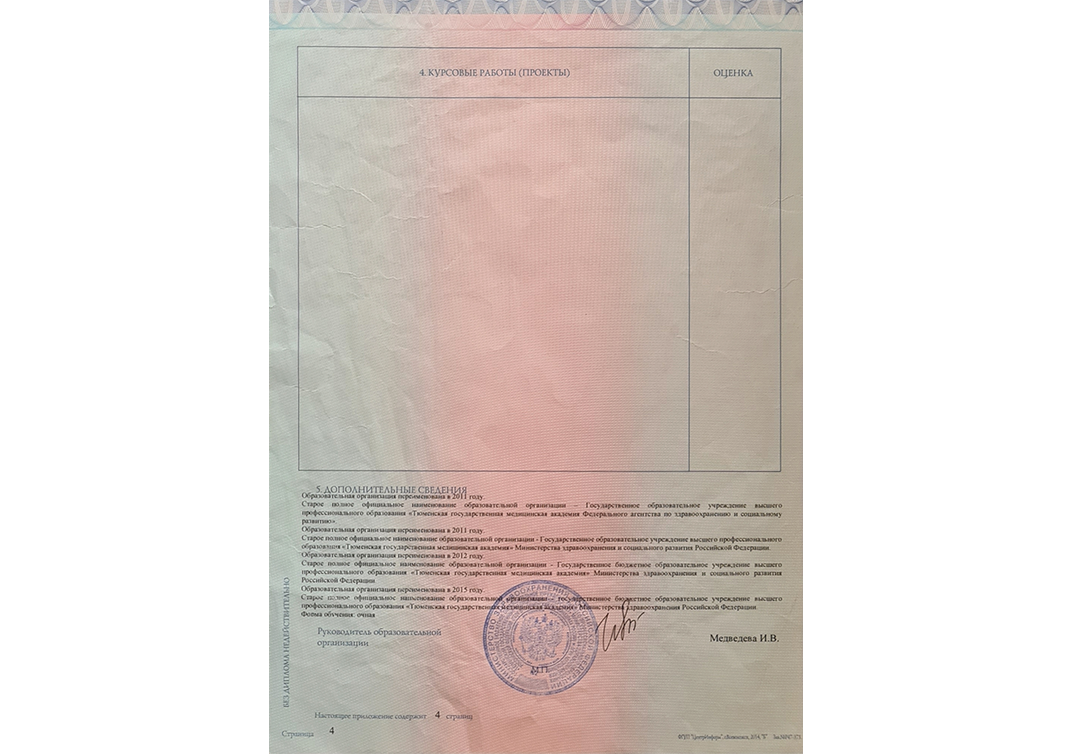 4. КУРСОВЫЕ РАБОТЫ (ПРОЕКТЫ)
ОЦЕНКА
5. ДОПОЛНИТЕЛЬНЫЕ СВЕДЕНИЯ
Образовательная организация переименована в 2011 году.
Старое полное официальное наименование образовательной организации – Государственное образовательное учреждение высшего
профессионального образования «Тюменская государственная медицинская академия Федерального агентства по здравоохранению и социальному
развитию».
Образовательная организация переименована в 2011 году.
Старое полное официальное наименование образовательной организации - Государственное образовательное учреждение высшего профессионального
образования «Тюменская государственная медицинская академия» Министерства здравоохранения и социального развития Российской Федерации.
Образовательная организация переименована в 2012 году.
Старое полное официальное наименование образовательной организации - Государственное бюджетное образовательное учреждение высшего
профессионального образования «Тюменская государственная медицинская академия» Министерства здравоохранения и социального развития
Российской Федерации
Образовательная организация переименована в 2015 году.
Старое полное официальное наименование образовательной организации - государственное бюджетное образовательное учреждение высшего
профессионального образования «Тюменская государственная медицинская академия» Министерства здравоохранения Российской Федерации.
Форма обучения: очная
Руководитель образовательной
организации
М.П.
Медведева И.В.
БЕЗ ДИПЛОМА НЕДЕЙСТВИТЕЛЬНО
Настоящее приложение содержит 4 страниц
Страница 4